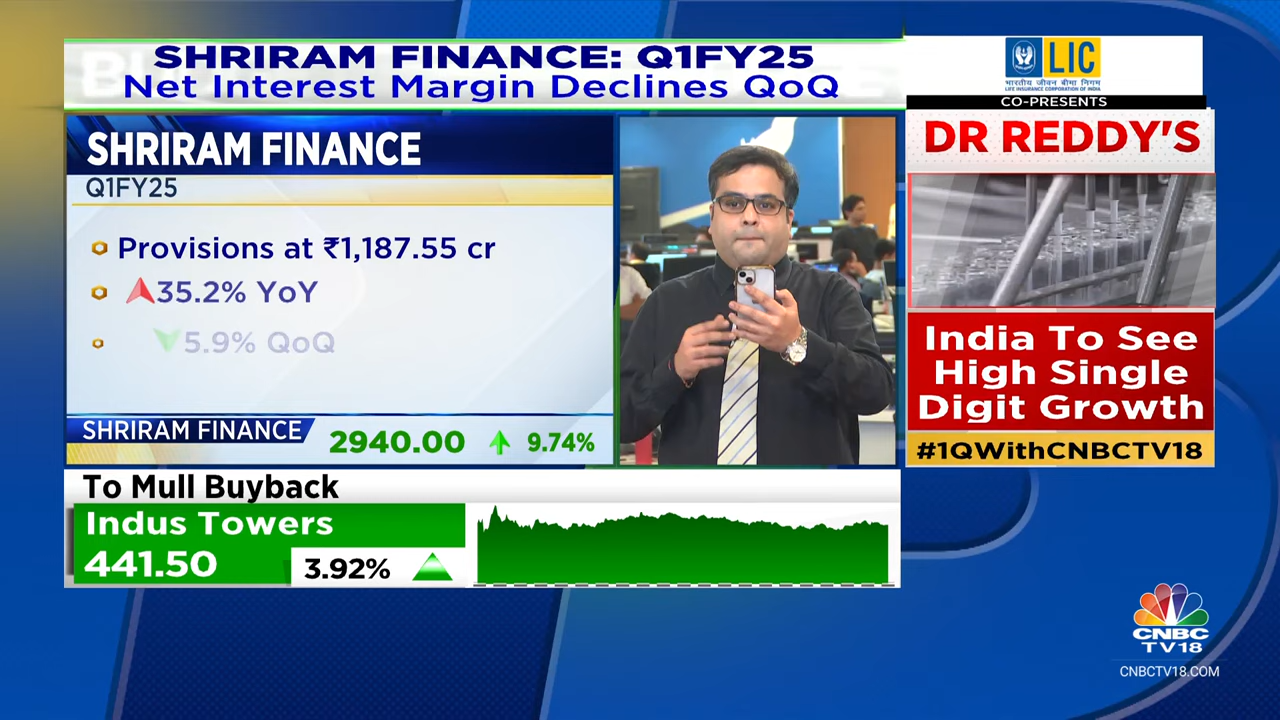 SHRIRAM FINANCE: Q1FY25
Net Interest Margin Declines QoQ
SHRIRAM FINANCE
Q1FY25
Provisions at ₹1,187.55 cr
35.2% YoY
5.9% QoQ
SHRIRAM FINANCE 2940.00 9.74%
To Mull Buyback
Indus Towers
441.50 3.92%
LIC
भारतीय जीवन बीमा निगम
LIFE INSURANCE CORPORATION OF INDIA
CO-PRESENTS
DR REDDY'S
India To See
High Single
Digit Growth
#1QWithCNBCTV18
CNBC
TV18
CNBCTV18.COM